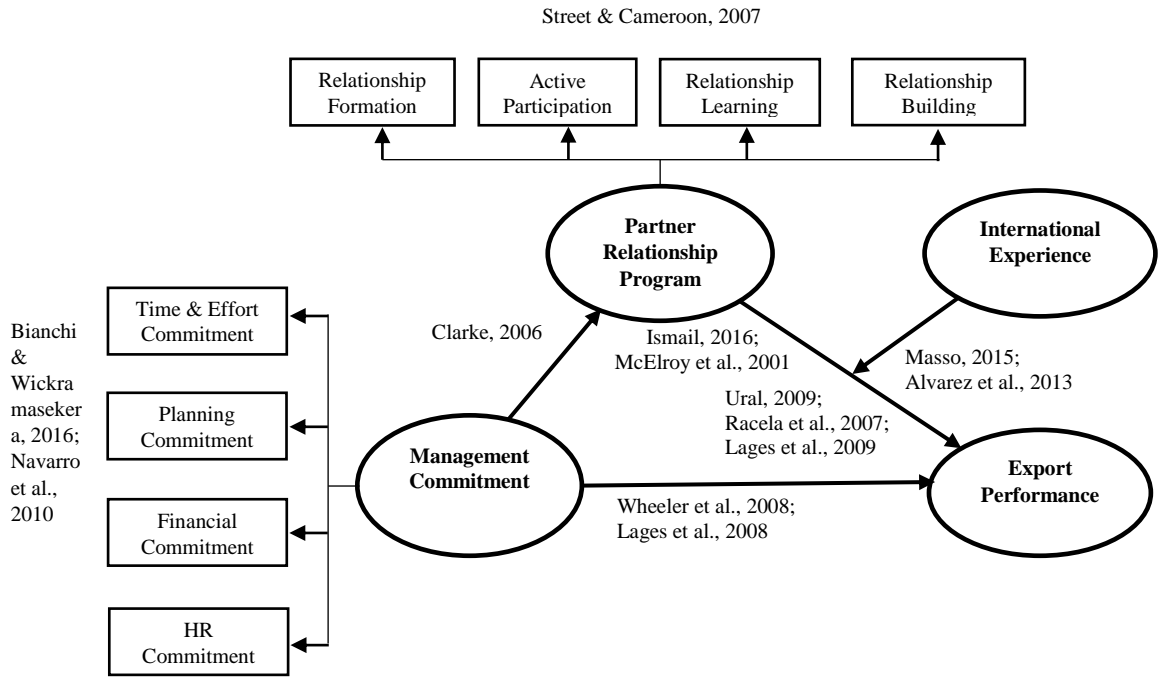 Street & Cameroon, 2007
Relationship
Formation
Active
Participation
Relationship
Learning
Relationship
Building
Partner
Relationship
Program
International
Experience
Time & Effort
Commitment
Bianchi
&
Wickra
maseker
a, 2016;
Navarro
et al.,
2010
Clarke, 2006
Ismail, 2016;
McElroy et al., 2001
Masso, 2015;
Alvarez et al., 2013
Planning
Commitment
Ural, 2009;
Racela et al., 2007;
Lages et al., 2009
Management
Commitment
Export
Performance
Wheeler et al., 2008;
Lages et al., 2008
Financial
Commitment
HR
Commitment